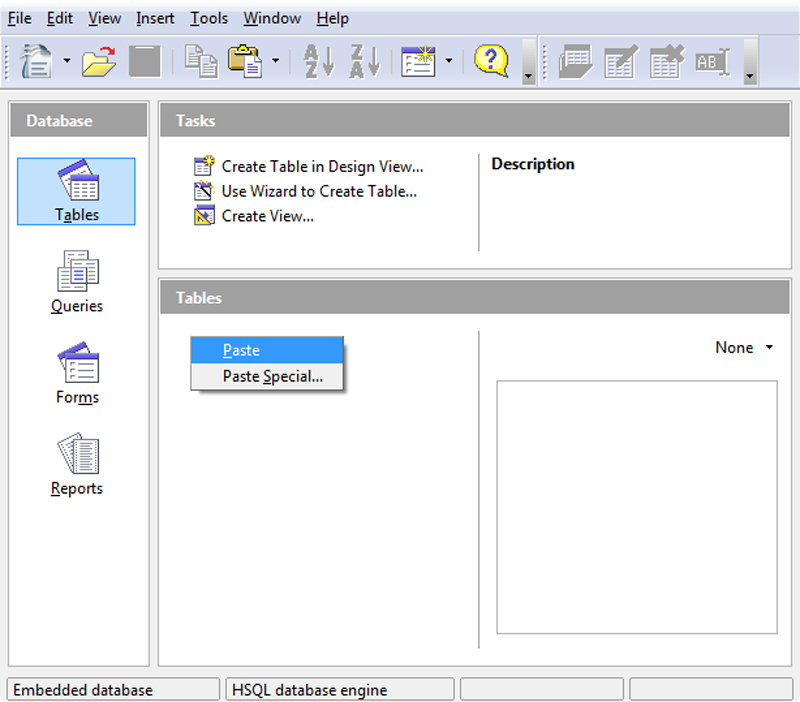 File Edit View Insert Tools Window Help
A
Z
Z
A
?
AB
Database
Tables
Queries
Forms
Reports
Tasks
Create Table in Design View...
Use Wizard to Create Table...
Create View...
Description
Tables
Paste
Paste Special...
None
Embedded database
HSQL database engine